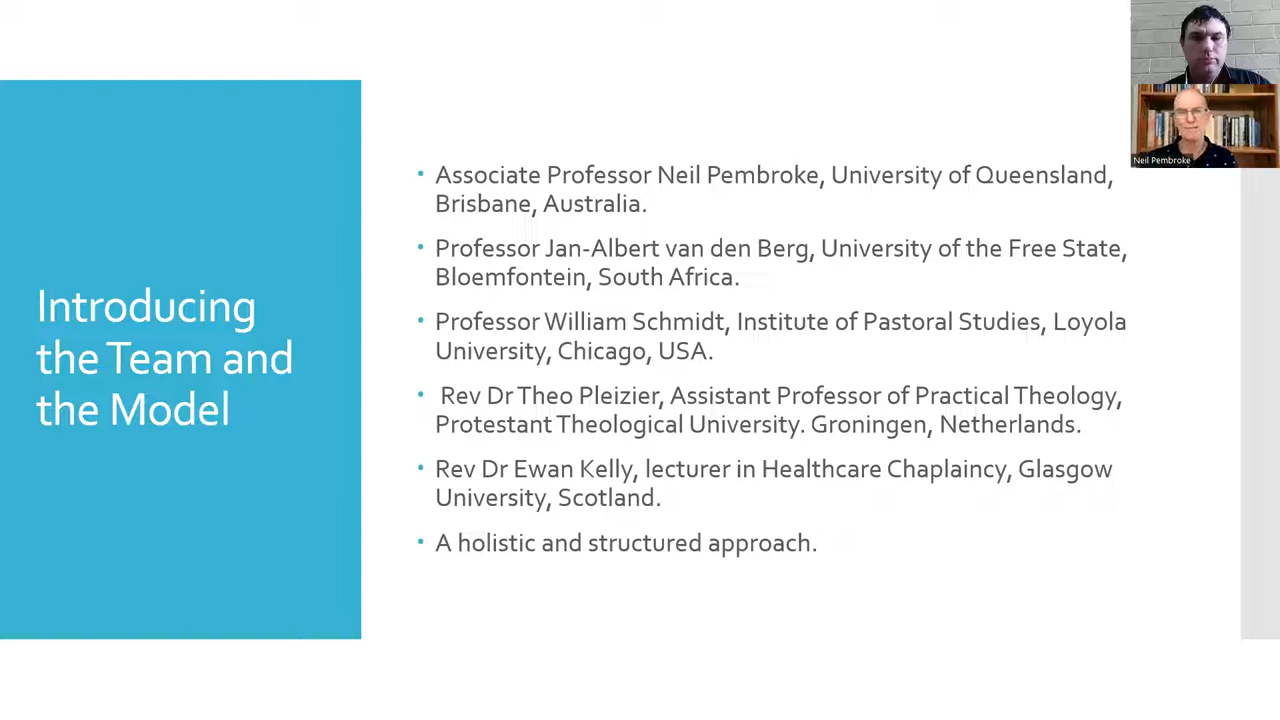 Introducing
the Team and
the Model
• Associate Professor Neil Pembroke, University of Queensland,
Brisbane, Australia.
• Professor Jan-Albert van den Berg, University of the Free State,
Bloemfontein, South Africa.
• Professor William Schmidt, Institute of Pastoral Studies, Loyola
University, Chicago, USA.
• Rev Dr Theo Pleizier, Assistant Professor of Practical Theology,
Protestant Theological University. Groningen, Netherlands.
• Rev Dr Ewan Kelly, lecturer in Healthcare Chaplaincy, Glasgow
University, Scotland.
• A holistic and structured approach.
Neil Pembroke